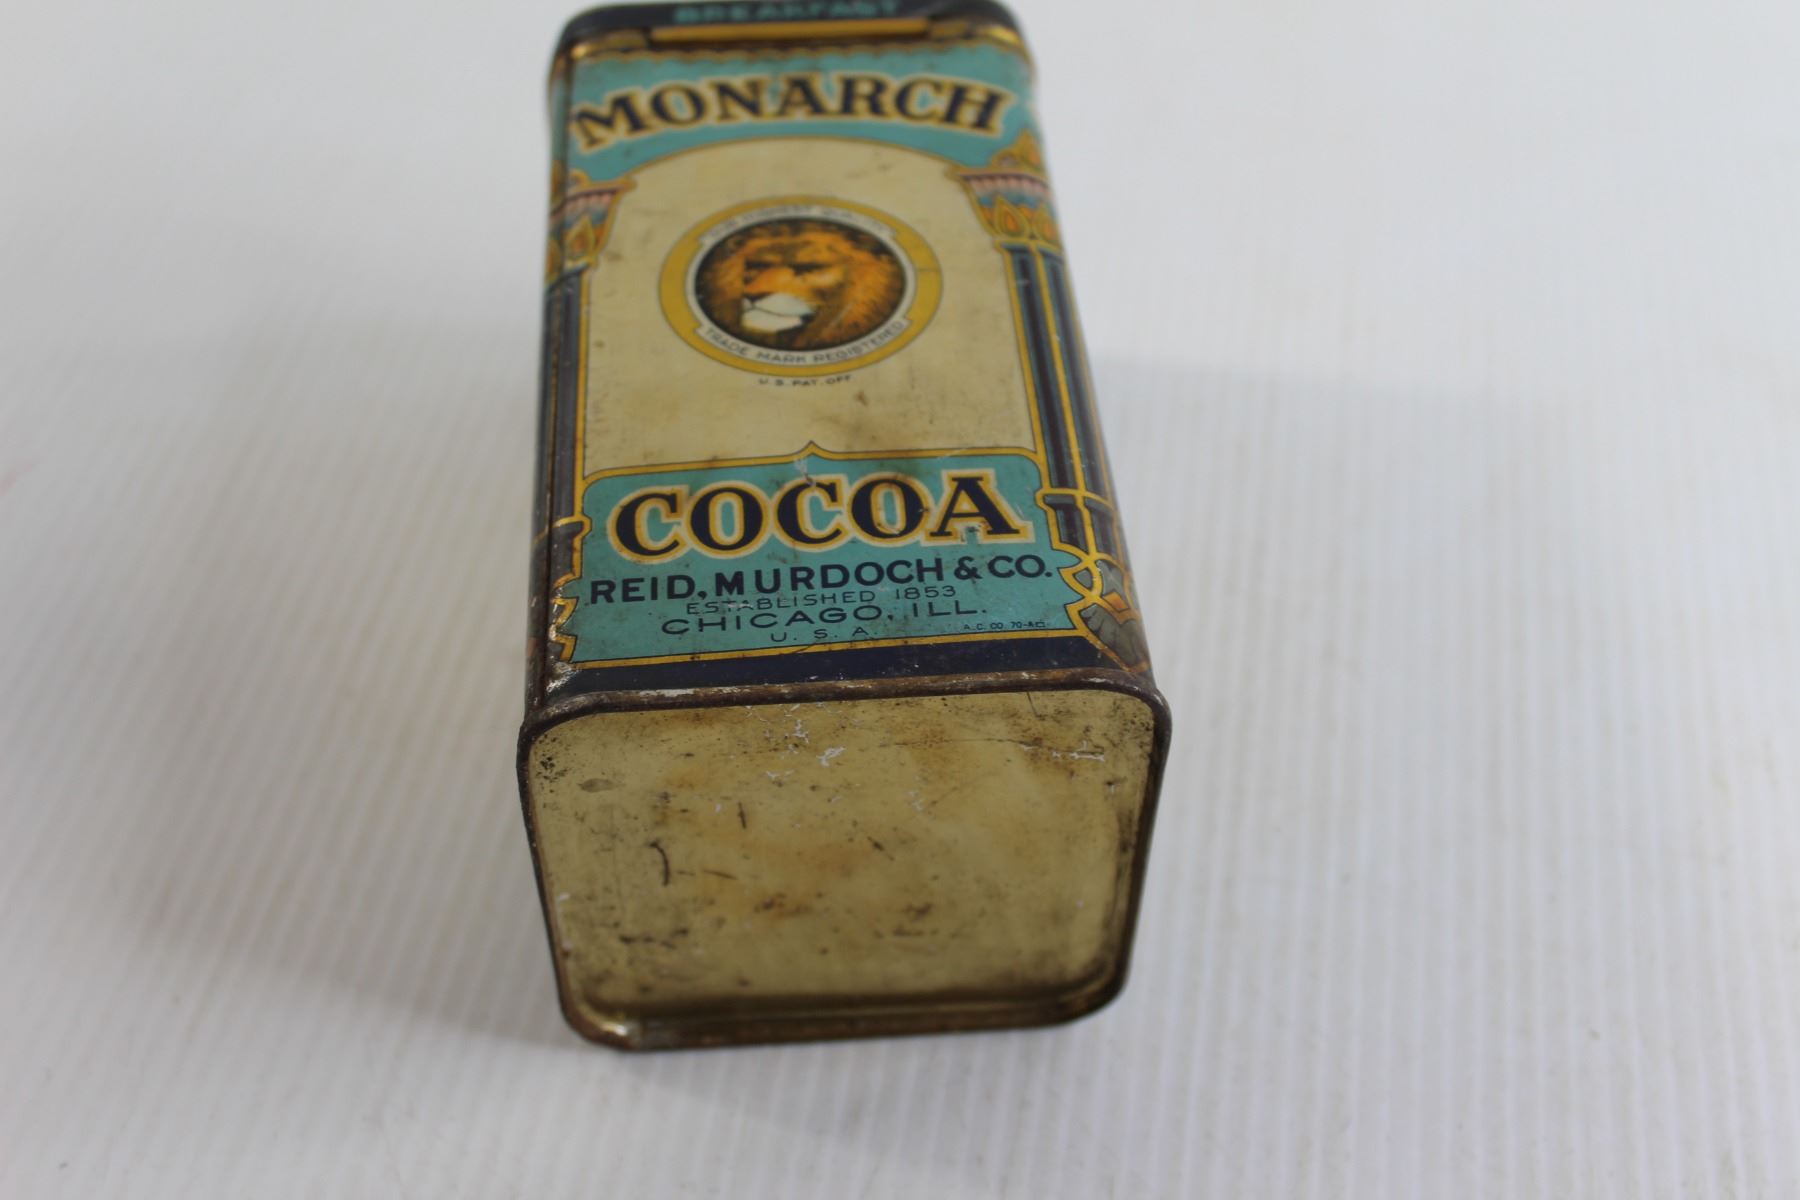 BREAKFAST
MONARCH
TRADE MARK REGISTERED
U.S. PAT. OFF
COCOA
REID, MURDOCH & CO.
ESTABLISHED 1853
CHICAGO, ILL.
U. S. A.